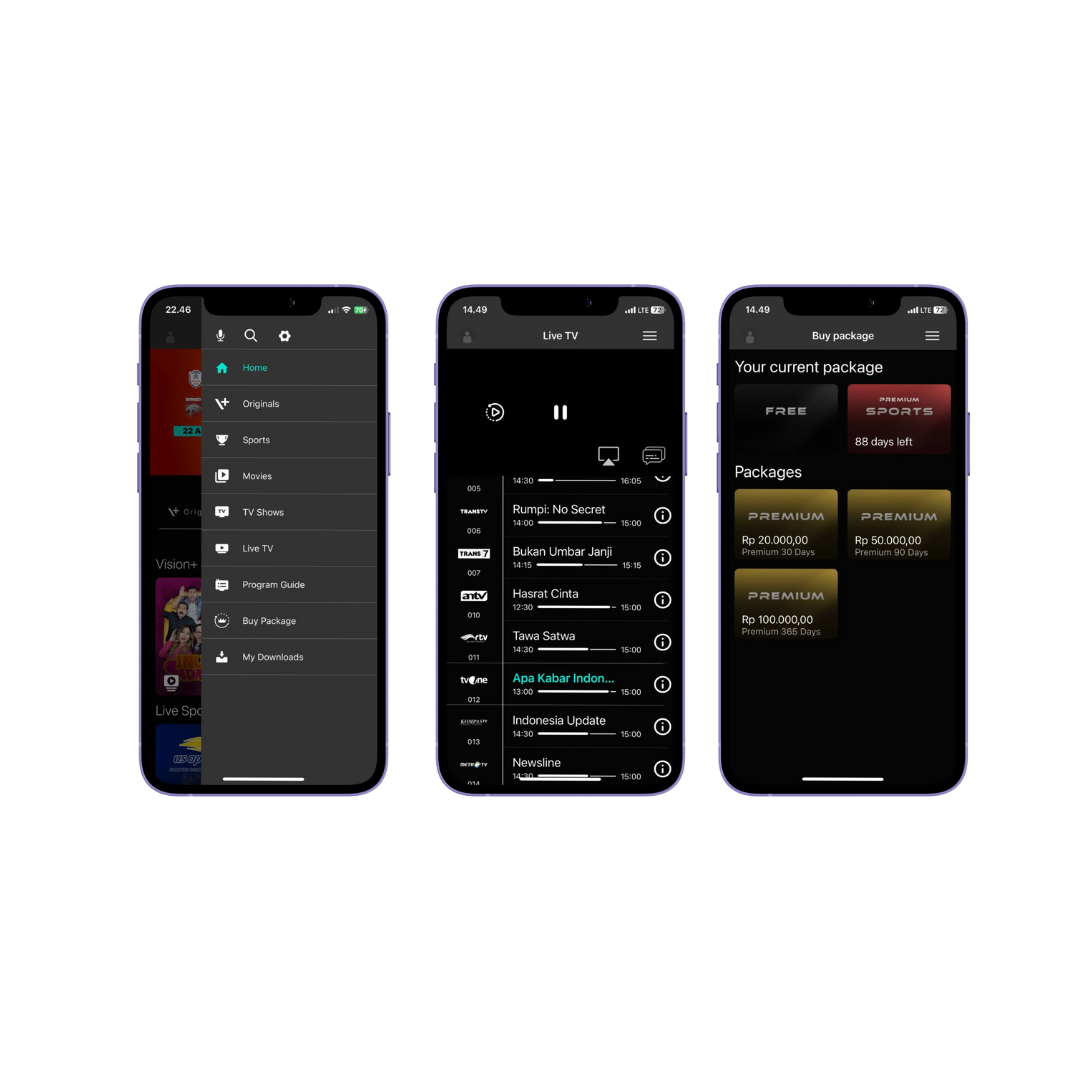 22.46
70+
Home
V+ Originals
Sports
Movies
TV
TV Shows
Live TV
Program Guide
Buy Package
My Downloads
22 A
V+ Orig
Vision+
Live Spo
us op
14.49
LTE 72
Live TV
005
14:30 16:05
TRANSTV
006
Rumpi: No Secret
14:00 15:00
TRANS 7
007
Bukan Umbar Janji
14:15 15:15
antv
010
Hasrat Cinta
12:30 15:00
rtv
011
Tawa Satwa
14:30 15:00
tvOne
012
Apa Kabar Indon...
13:00 15:00
KOMPASTV
013
Indonesia Update
14:30 15:00
METRO TV
014
Newsline
14:30 15:00
14.49
LTE 72
Buy package
Your current package
FREE
PREMIUM
SPORTS
88 days left
Packages
PREMIUM
Rp 20.000,00
Premium 30 Days
PREMIUM
Rp 50.000,00
Premium 90 Days
PREMIUM
Rp 100.000,00
Premium 365 Days